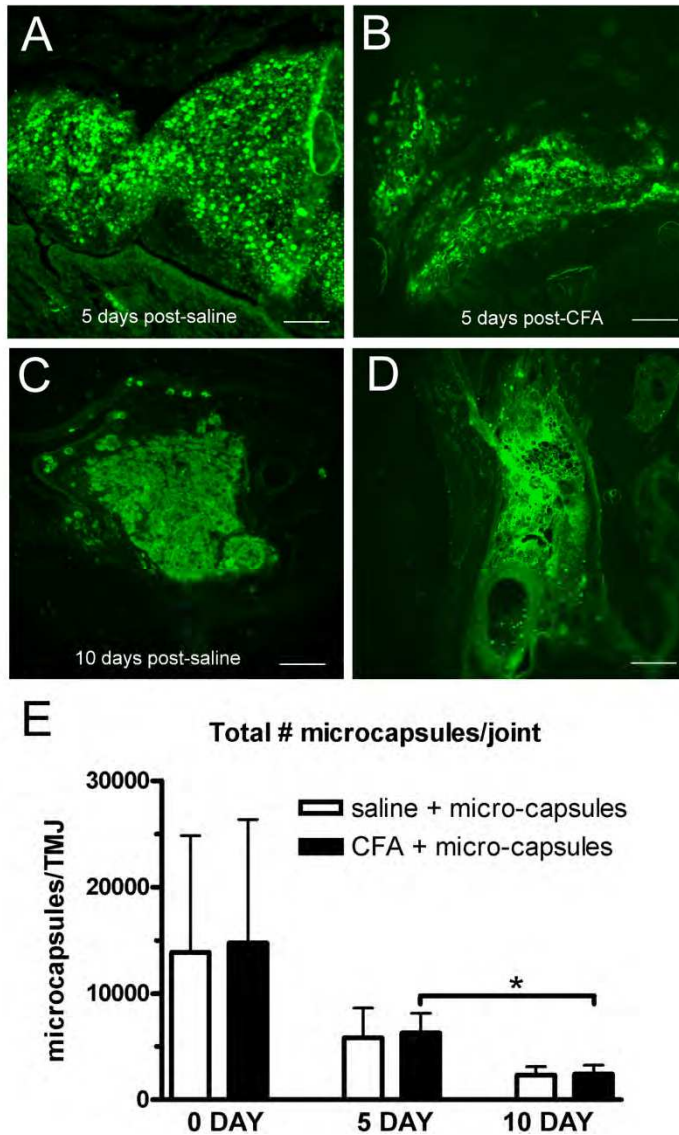 A
B
5 days post-saline
5 days post-CFA
C
D
10 days post-saline
E
Total # microcapsules/joint
microcapsules/TMJ
30000
20000
10000
0
saline + micro-capsules
CFA + micro-capsules
*
0 DAY
5 DAY
10 DAY